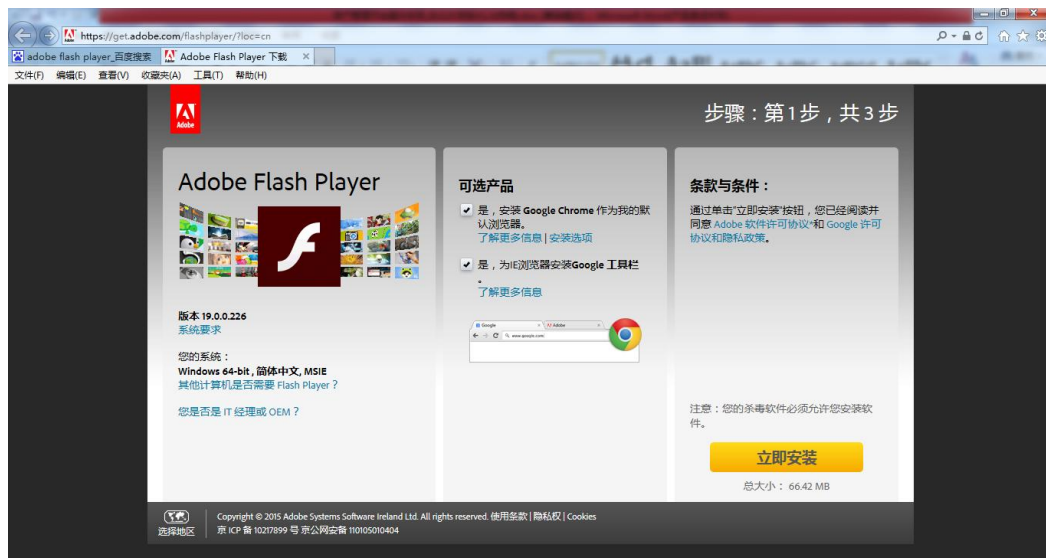 https://get.adobe.com/flashplayer/?loc=cn
adobe flash player_百度搜索
Adobe Flash Player 下载
文件(F) 编辑(E) 查看(V) 收藏夹(A) 工具(T) 帮助(H)
Adobe
步骤：第1步，共3步
Adobe Flash Player
版本 19.0.0.226
系统要求
您的系统：
Windows 64-bit , 简体中文, MSIE
其他计算机是否需要 Flash Player？
您是否是 IT 经理或 OEM？
可选产品
是，安装 Google Chrome 作为我的默
认浏览器。
了解更多信息 | 安装选项
是，为IE浏览器安装Google 工具栏
。
了解更多信息
Google
Adobe
www.google.com
条款与条件：
通过单击“立即安装”按钮，您已经阅读并
同意 Adobe 软件许可协议*和 Google 许可
协议和隐私政策。
注意：您的杀毒软件必须允许您安装软
件。
立即安装
总大小： 66.42 MB
选择地区
Copyright © 2015 Adobe Systems Software Ireland Ltd. All rights reserved. 使用条款 | 隐私权 | Cookies
京 ICP 备 10217899 号 京公网安备 110105010404